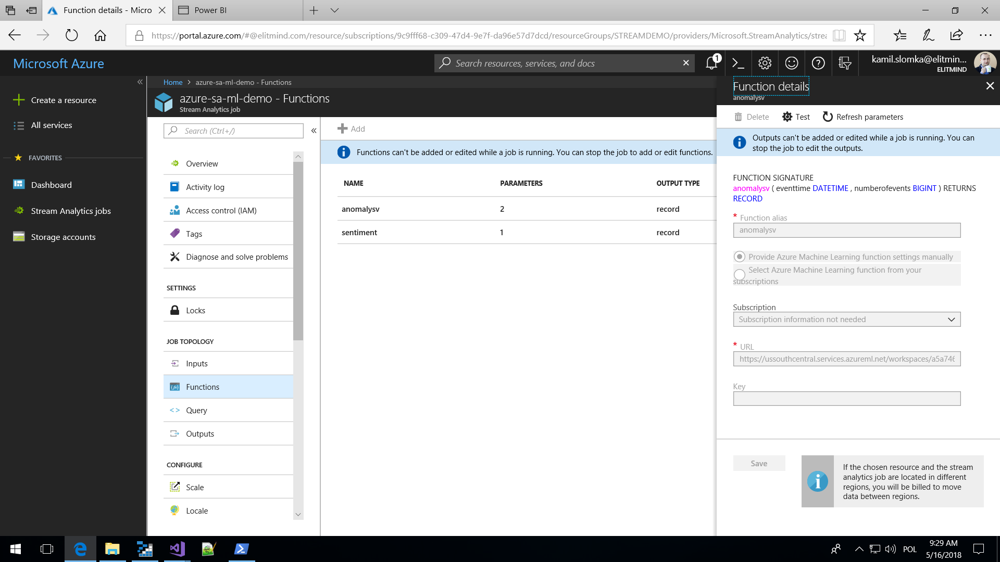 Function details - Micro
Power BI
https://portal.azure.com/#@elitmind.com/resource/subscriptions/9c9fff68-c309-47d4-9e7f-da96e57d7dcd/resourceGroups/STREAMDEMO/providers/Microsoft.StreamAnalytics/strea
Microsoft Azure
Search resources, services, and docs
1
kamil.slomka@elitmin...
ELITMIND
Create a resource
All services
FAVORITES
Dashboard
Stream Analytics jobs
Storage accounts
Home > azure-sa-ml-demo - Functions
azure-sa-ml-demo - Functions
Stream Analytics job
Search (Ctrl+/)
Overview
Activity log
Access control (IAM)
Tags
Diagnose and solve problems
SETTINGS
Locks
JOB TOPOLOGY
Inputs
Functions
Query
Outputs
CONFIGURE
Scale
Locale
Add
Functions can't be added or edited while a job is running. You can stop the job to add or edit functions.
NAME PARAMETERS OUTPUT TYPE
anomalysv 2 record
sentiment 1 record
Function details
anomalysv
Delete Test Refresh parameters
Outputs can't be added or edited while a job is running. You can
stop the job to edit the outputs.
FUNCTION SIGNATURE
anomalysv ( eventtime DATETIME , numberofevents BIGINT ) RETURNS
RECORD
* Function alias
anomalysv
Provide Azure Machine Learning function settings manually
Select Azure Machine Learning function from your
subscriptions
Subscription
Subscription information not needed
* URL
https://ussouthcentral.services.azureml.net/workspaces/a5a746
Key
Save
If the chosen resource and the stream
analytics job are located in different
regions, you will be billed to move
data between regions.
POL
9:29 AM
5/16/2018